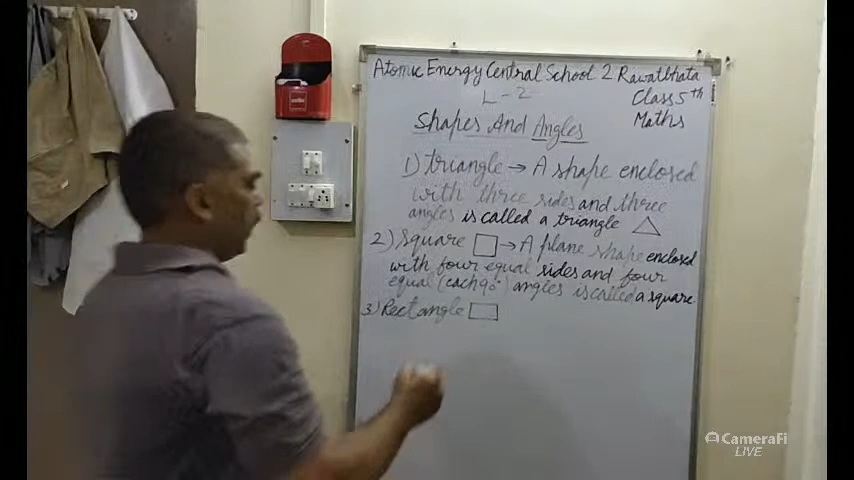 Atomic Energy Central School 2 Rawatbhata
L-2
Class 5th
Maths
Shapes And Angles
1) triangle → A shape enclosed
with three sides and three
angles is called a triangle
2) Square → A plane shape enclosed
with four equal sides and four
equal (each 90°) angles is called a square
3) Rectangle
CameraFi
LIVE